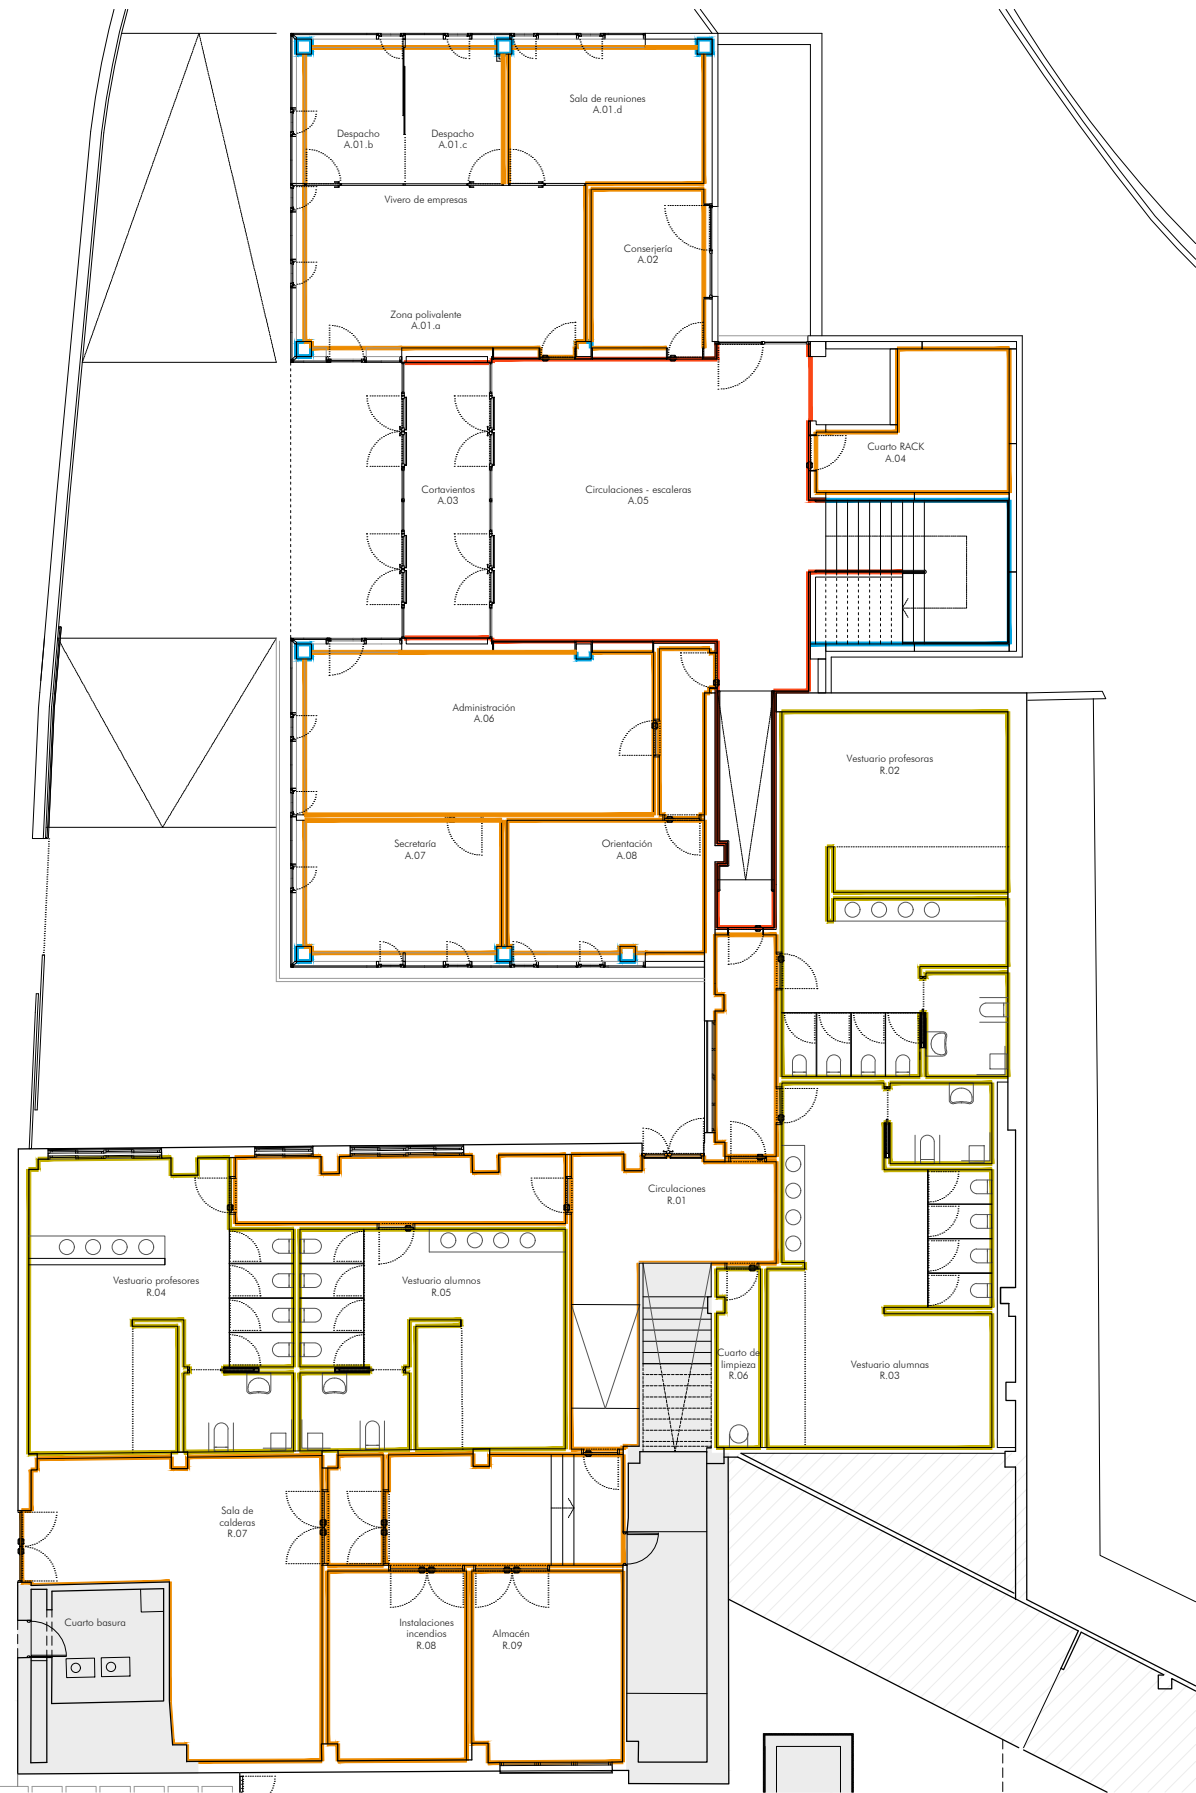 Sala de reuniones
A.01.d
Despacho
A.01.b
Despacho
A.01.c
Vivero de empresas
Conserjería
A.02
Zona polivalente
A.01.a
Cuarto RACK
A.04
Cortavientos
A.03
Circulaciones - escaleras
A.05
Administración
A.06
Vestuario profesoras
R.02
Secretaría
A.07
Orientación
A.08
Circulaciones
R.01
Vestuario profesores
R.04
Vestuario alumnos
R.05
Cuarto de
limpieza
R.06
Vestuario alumnas
R.03
Sala de
calderas
R.07
Cuarto basura
Instalaciones
incendios
R.08
Almacén
R.09